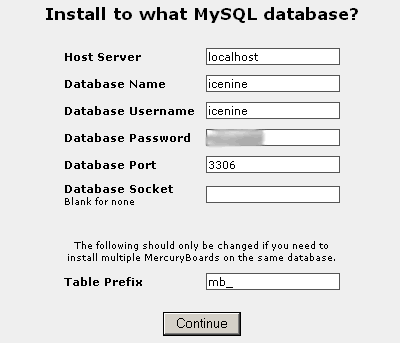 Install to what MySQL database?
Host Server localhost
Database Name icenine
Database Username icenine
Database Password
Database Port 3306
Database Socket
Blank for none
The following should only be changed if you need to
install multiple MercuryBoards on the same database.
Table Prefix mb_
Continue